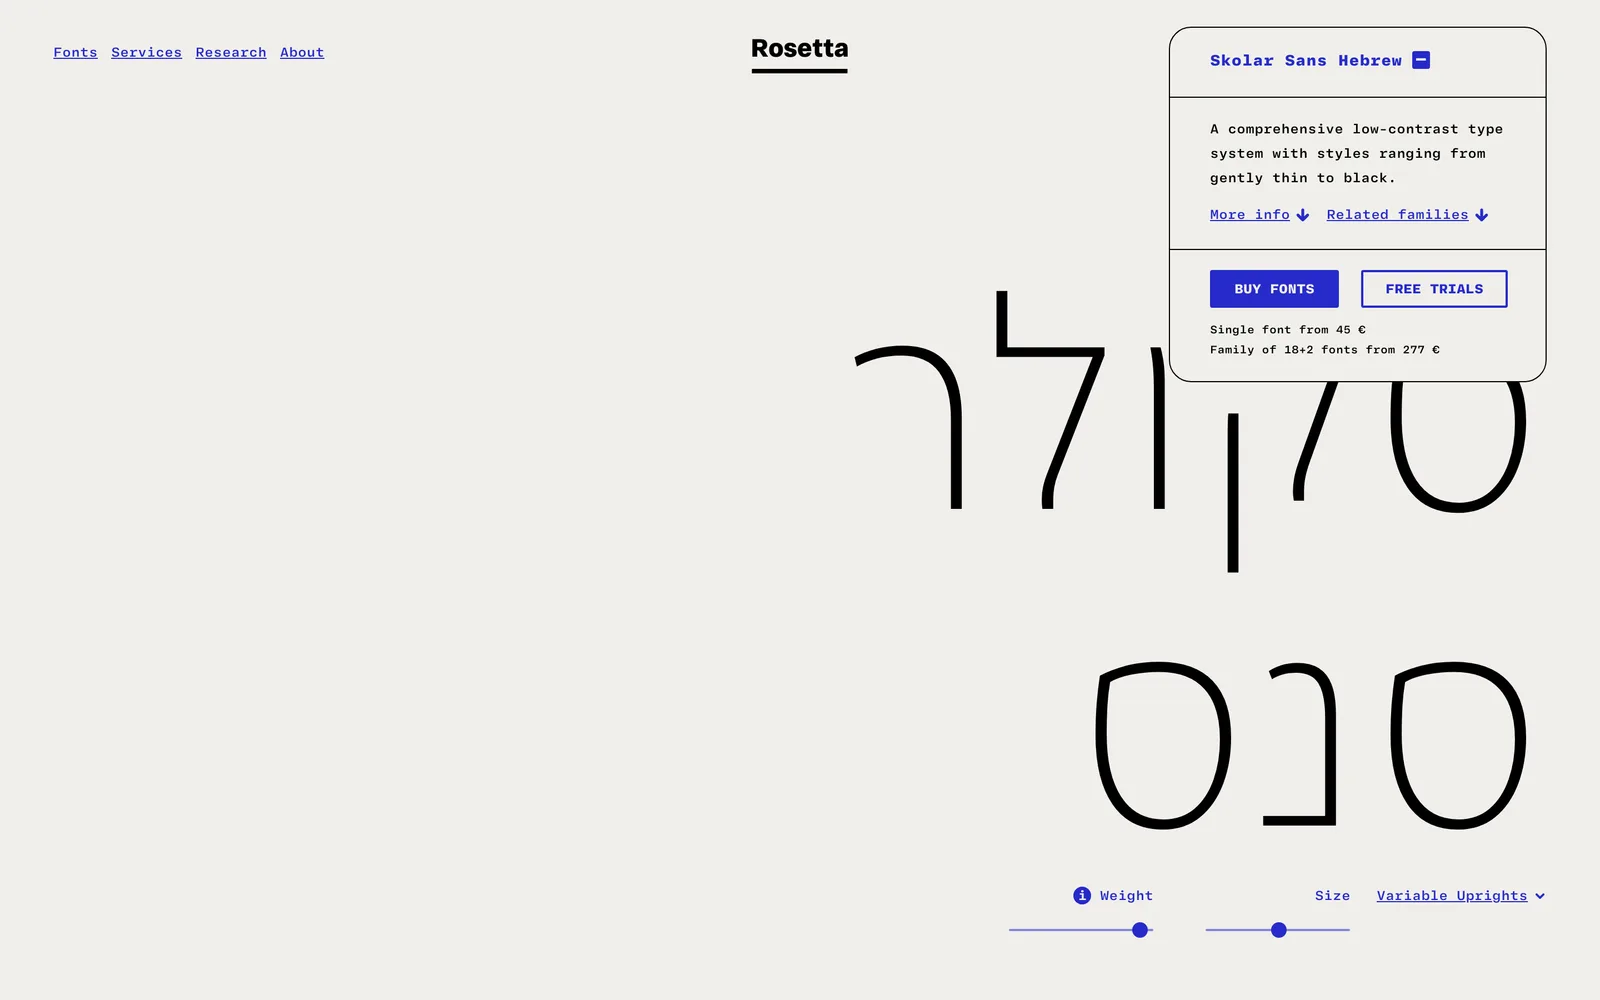 Fonts Services Research About
Rosetta
Skolar Sans Hebrew
A comprehensive low-contrast type
system with styles ranging from
gently thin to black.
More info Related families
BUY FONTS FREE TRIALS
Single font from 45 €
Family of 18+2 fonts from 277 €
סקולר
סנס
Weight Size Variable Uprights